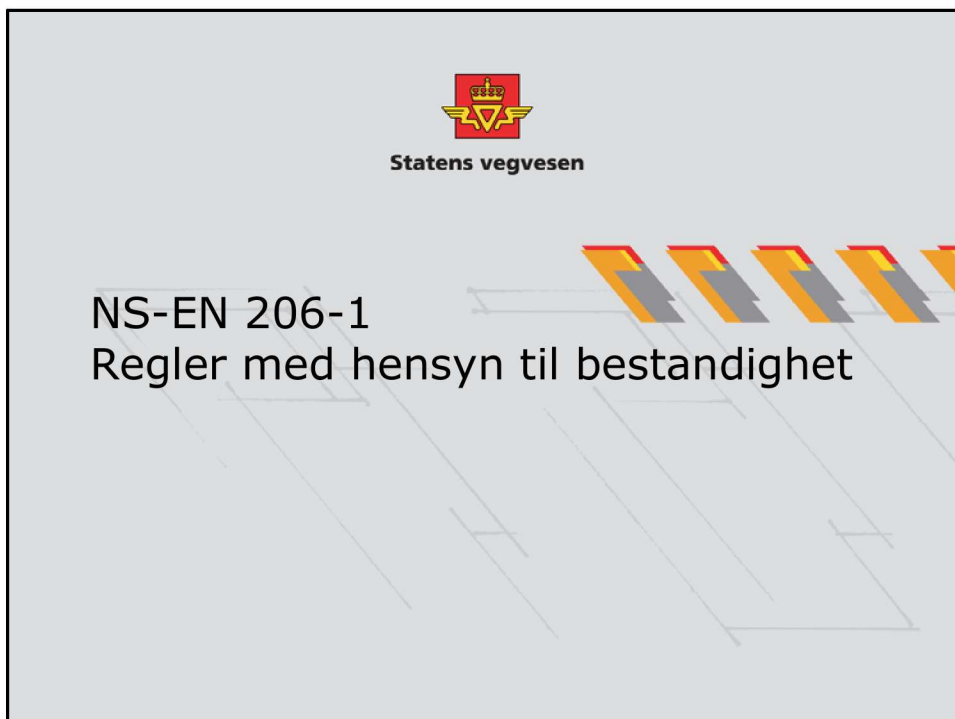 Statens vegvesen
NS-EN 206-1
Regler med hensyn til bestandighet